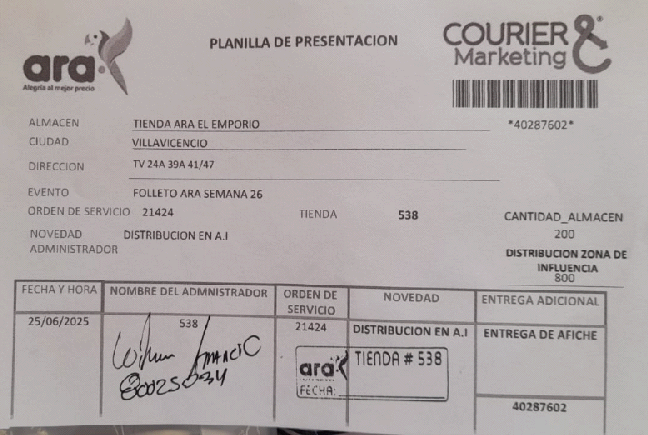 ara
Alegría al mejor precio
PLANILLA DE PRESENTACION
COURIER &
Marketing
*40287602*
ALMACEN TIENDA ARA EL EMPORIO
CIUDAD VILLAVICENCIO
DIRECCION TV 24A 39A 41/47
EVENTO FOLLETO ARA SEMANA 26
ORDEN DE SERVICIO 21424 TIENDA 538 CANTIDAD_ALMACEN
200
NOVEDAD DISTRIBUCION EN A.I
ADMINISTRADOR
DISTRIBUCION ZONA DE
INFLUENCIA
800
FECHA Y HORA NOMBRE DEL ADMNISTRADOR ORDEN DE SERVICIO NOVEDAD ENTREGA ADICIONAL
25/06/2025 538 21424 DISTRIBUCION EN A.I ENTREGA DE AFICHE
ara TIENDA # 538
FECHA:
40287602